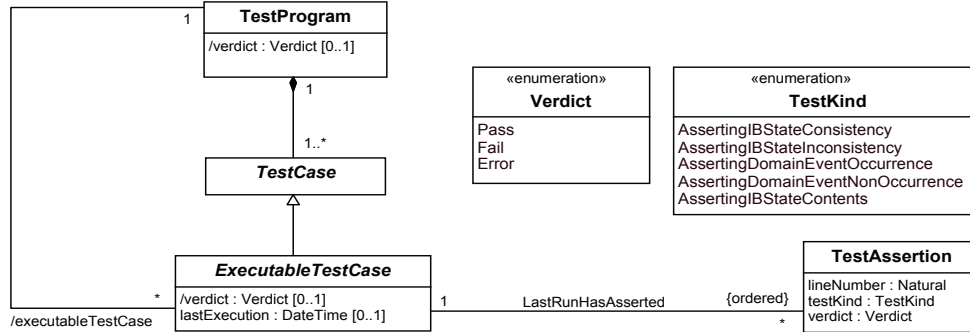 1
TestProgram
/verdict : Verdict [0..1]
1
1..*
TestCase
«enumeration»
Verdict
Pass
Fail
Error
«enumeration»
TestKind
AssertingIBStateConsistency
AssertingIBStateInconsistency
AssertingDomainEventOccurrence
AssertingDomainEventNonOccurrence
AssertingIBStateContents
ExecutableTestCase
/verdict : Verdict [0..1]
lastExecution : DateTime [0..1]
*
/executableTestCase
1
LastRunHasAsserted
{ordered}
*
TestAssertion
lineNumber : Natural
testKind : TestKind
verdict : Verdict